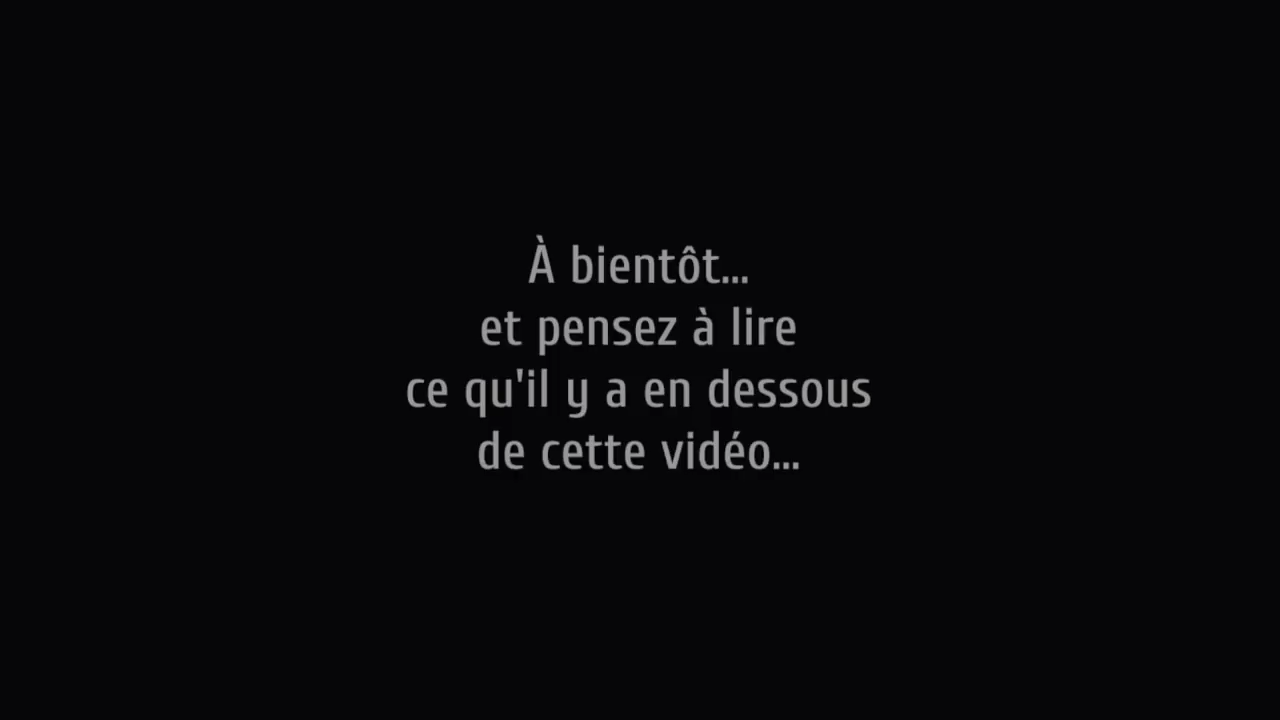 À bientôt...
et pensez à lire
ce qu'il y a en dessous
de cette vidéo...